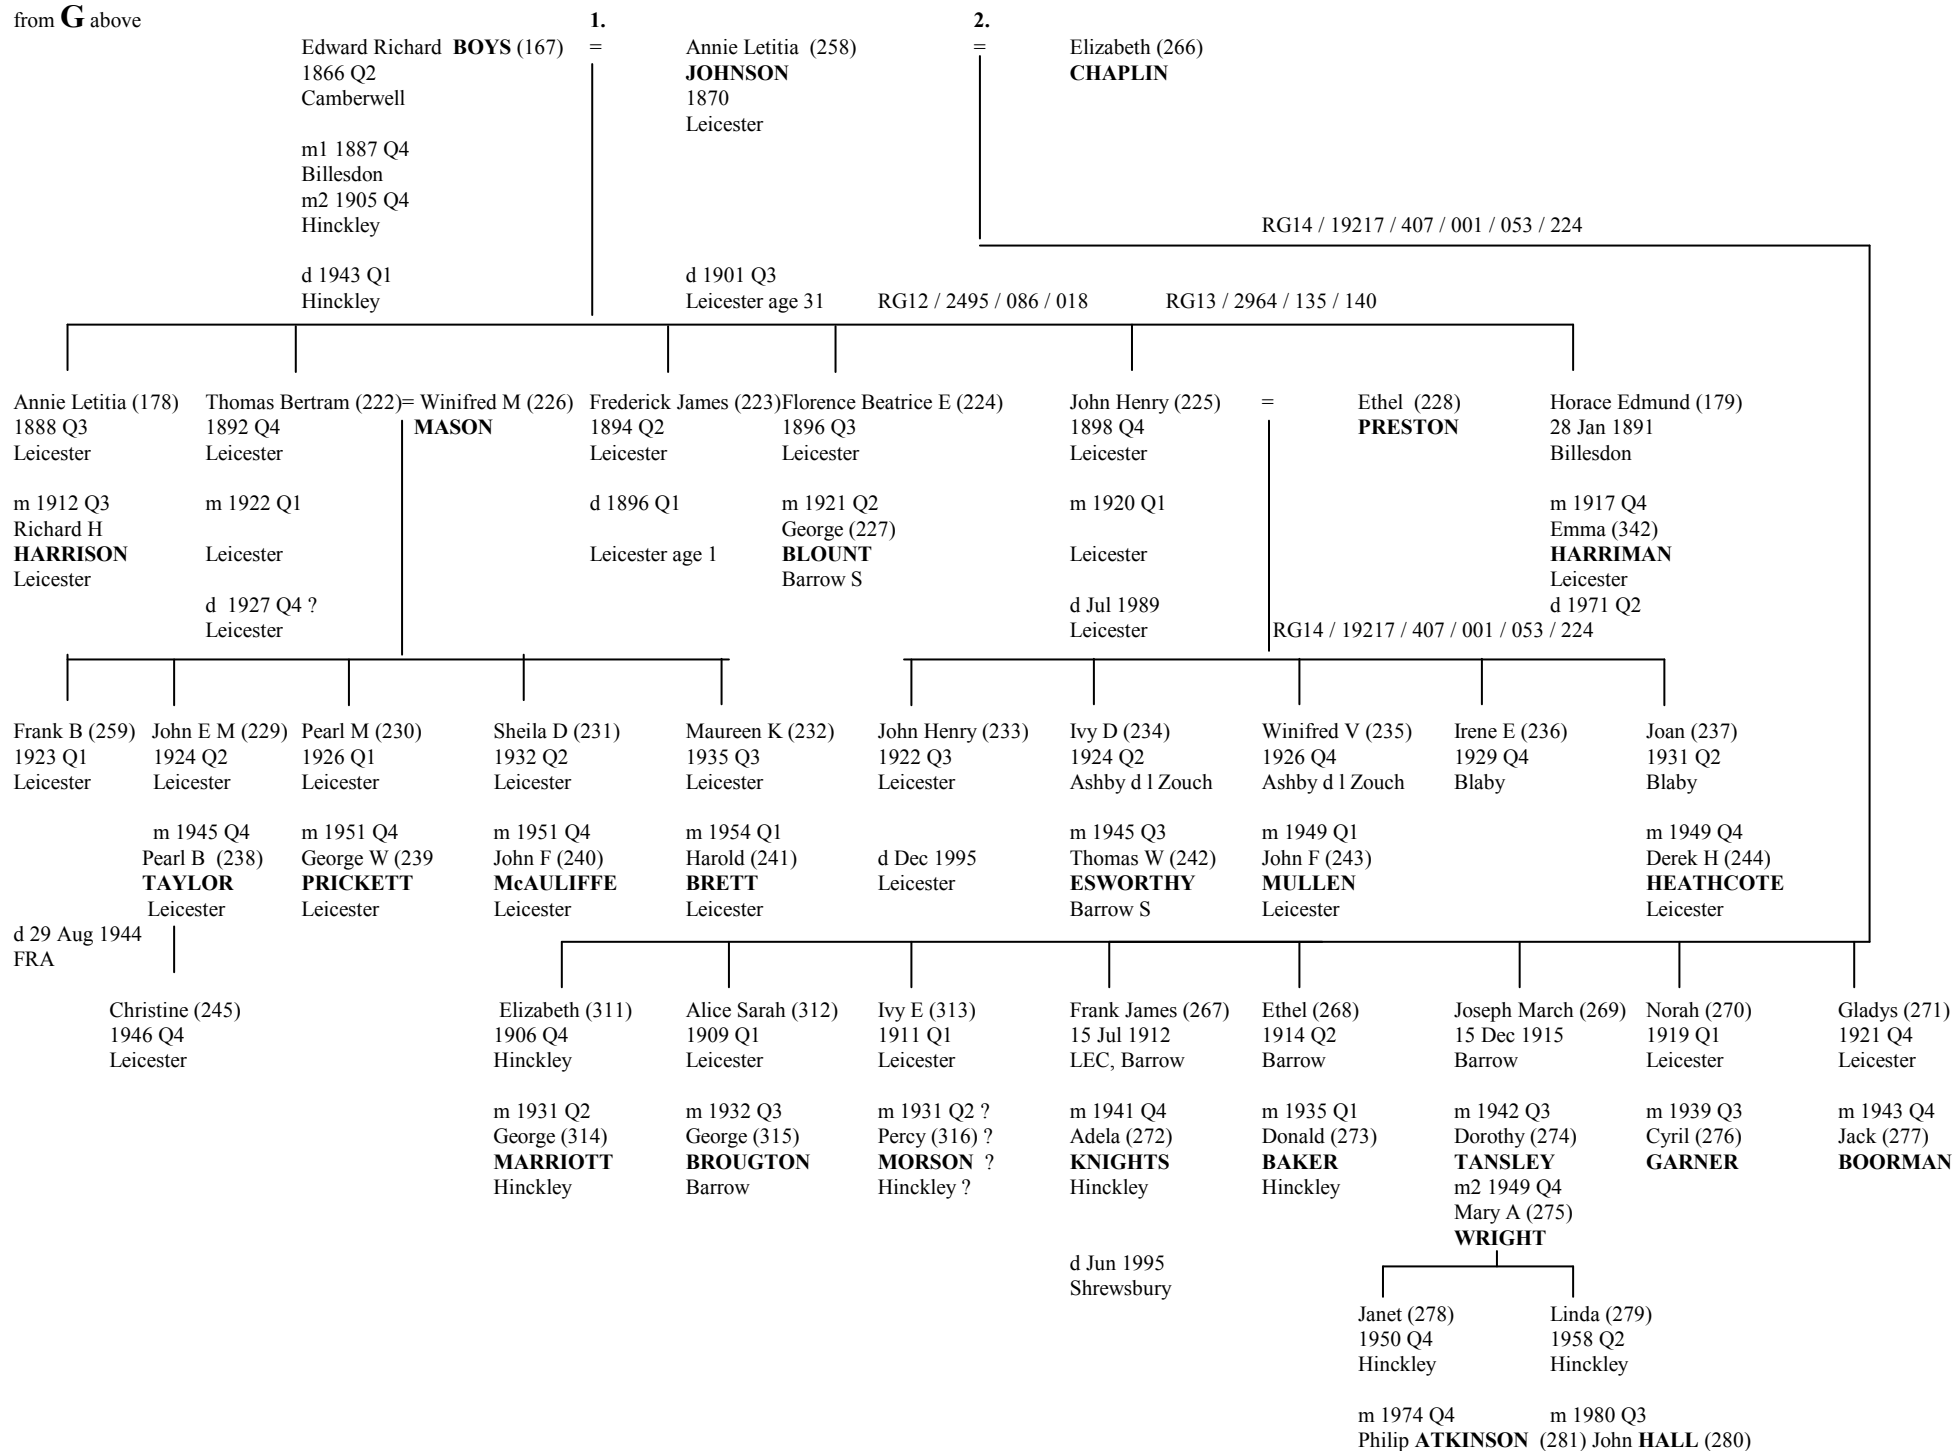 from G above
1.
2.
Edward Richard BOYS (167) = Annie Letitia (258) = Elizabeth (266)
1866 Q2 JOHNSON CHAPLIN
Camberwell 1870
Leicester
m1 1887 Q4
Billesdon
m2 1905 Q4
Hinckley RG14 / 19217 / 407 / 001 / 053 / 224
d 1943 Q1 d 1901 Q3
Hinckley Leicester age 31 RG12 / 2495 / 086 / 018 RG13 / 2964 / 135 / 140
Annie Letitia (178)
1888 Q3
Leicester
m 1912 Q3
Richard H
HARRISON
Leicester
Thomas Bertram (222)= Winifred M (226)
1892 Q4 MASON
Leicester
m 1922 Q1
Leicester
d 1927 Q4 ?
Leicester
Frederick James (223)
1894 Q2
Leicester
d 1896 Q1
Leicester age 1
Florence Beatrice E (224)
1896 Q3
Leicester
m 1921 Q2
George (227)
BLOUNT
Barrow S
John Henry (225) = Ethel (228)
1898 Q4 PRESTON
Leicester
m 1920 Q1
Leicester
d Jul 1989
Leicester
Horace Edmund (179)
28 Jan 1891
Billesdon
m 1917 Q4
Emma (342)
HARRIMAN
Leicester
d 1971 Q2
RG14 / 19217 / 407 / 001 / 053 / 224
Frank B (259)
1923 Q1
Leicester
d 29 Aug 1944
FRA
John E M (229)
1924 Q2
Leicester
m 1945 Q4
Pearl B (238)
TAYLOR
Leicester
Pearl M (230)
1926 Q1
Leicester
m 1951 Q4
George W (239
PRICKETT
Leicester
Sheila D (231)
1932 Q2
Leicester
m 1951 Q4
John F (240)
McAULIFFE
Leicester
Maureen K (232)
1935 Q3
Leicester
m 1954 Q1
Harold (241)
BRETT
Leicester
John Henry (233)
1922 Q3
Leicester
d Dec 1995
Leicester
Ivy D (234)
1924 Q2
Ashby d l Zouch
m 1945 Q3
Thomas W (242)
ESWORTHY
Barrow S
Winifred V (235)
1926 Q4
Ashby d l Zouch
m 1949 Q1
John F (243)
MULLEN
Leicester
Irene E (236)
1929 Q4
Blaby
Joan (237)
1931 Q2
Blaby
m 1949 Q4
Derek H (244)
HEATHCOTE
Leicester
Christine (245)
1946 Q4
Leicester
Elizabeth (311)
1906 Q4
Hinckley
m 1931 Q2
George (314)
MARRIOTT
Hinckley
Alice Sarah (312)
1909 Q1
Leicester
m 1932 Q3
George (315)
BROUGTON
Barrow
Ivy E (313)
1911 Q1
Leicester
m 1931 Q2 ?
Percy (316) ?
MORSON ?
Hinckley ?
Frank James (267)
15 Jul 1912
LEC, Barrow
m 1941 Q4
Adela (272)
KNIGHTS
Hinckley
d Jun 1995
Shrewsbury
Ethel (268)
1914 Q2
Barrow
m 1935 Q1
Donald (273)
BAKER
Hinckley
Joseph March (269)
15 Dec 1915
Barrow
m 1942 Q3
Dorothy (274)
TANSLEY
m2 1949 Q4
Mary A (275)
WRIGHT
Norah (270)
1919 Q1
Leicester
m 1939 Q3
Cyril (276)
GARNER
Gladys (271)
1921 Q4
Leicester
m 1943 Q4
Jack (277)
BOORMAN
Janet (278) Linda (279)
1950 Q4 1958 Q2
Hinckley Hinckley
m 1974 Q4 m 1980 Q3
Philip ATKINSON (281) John HALL (280)